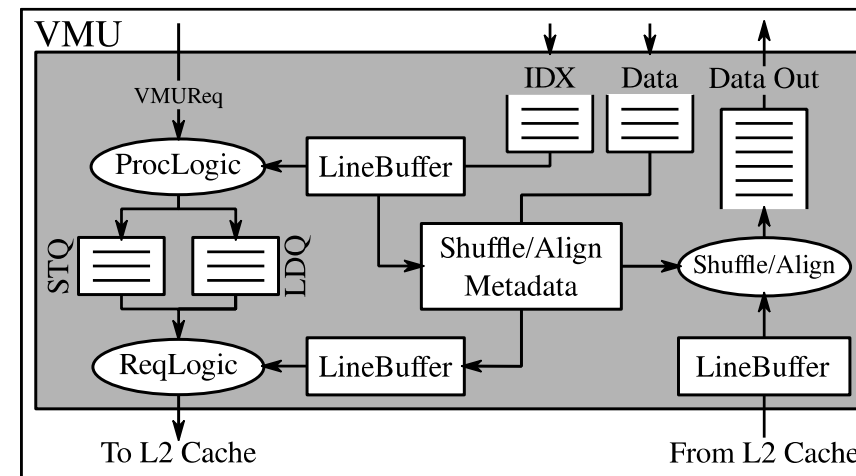 VMU
IDX
Data
Data Out
VMUReq
ProcLogic
LineBuffer
STQ
LDQ
Shuffle/Align
Metadata
Shuffle/Align
ReqLogic
LineBuffer
LineBuffer
To L2 Cache
From L2 Cache